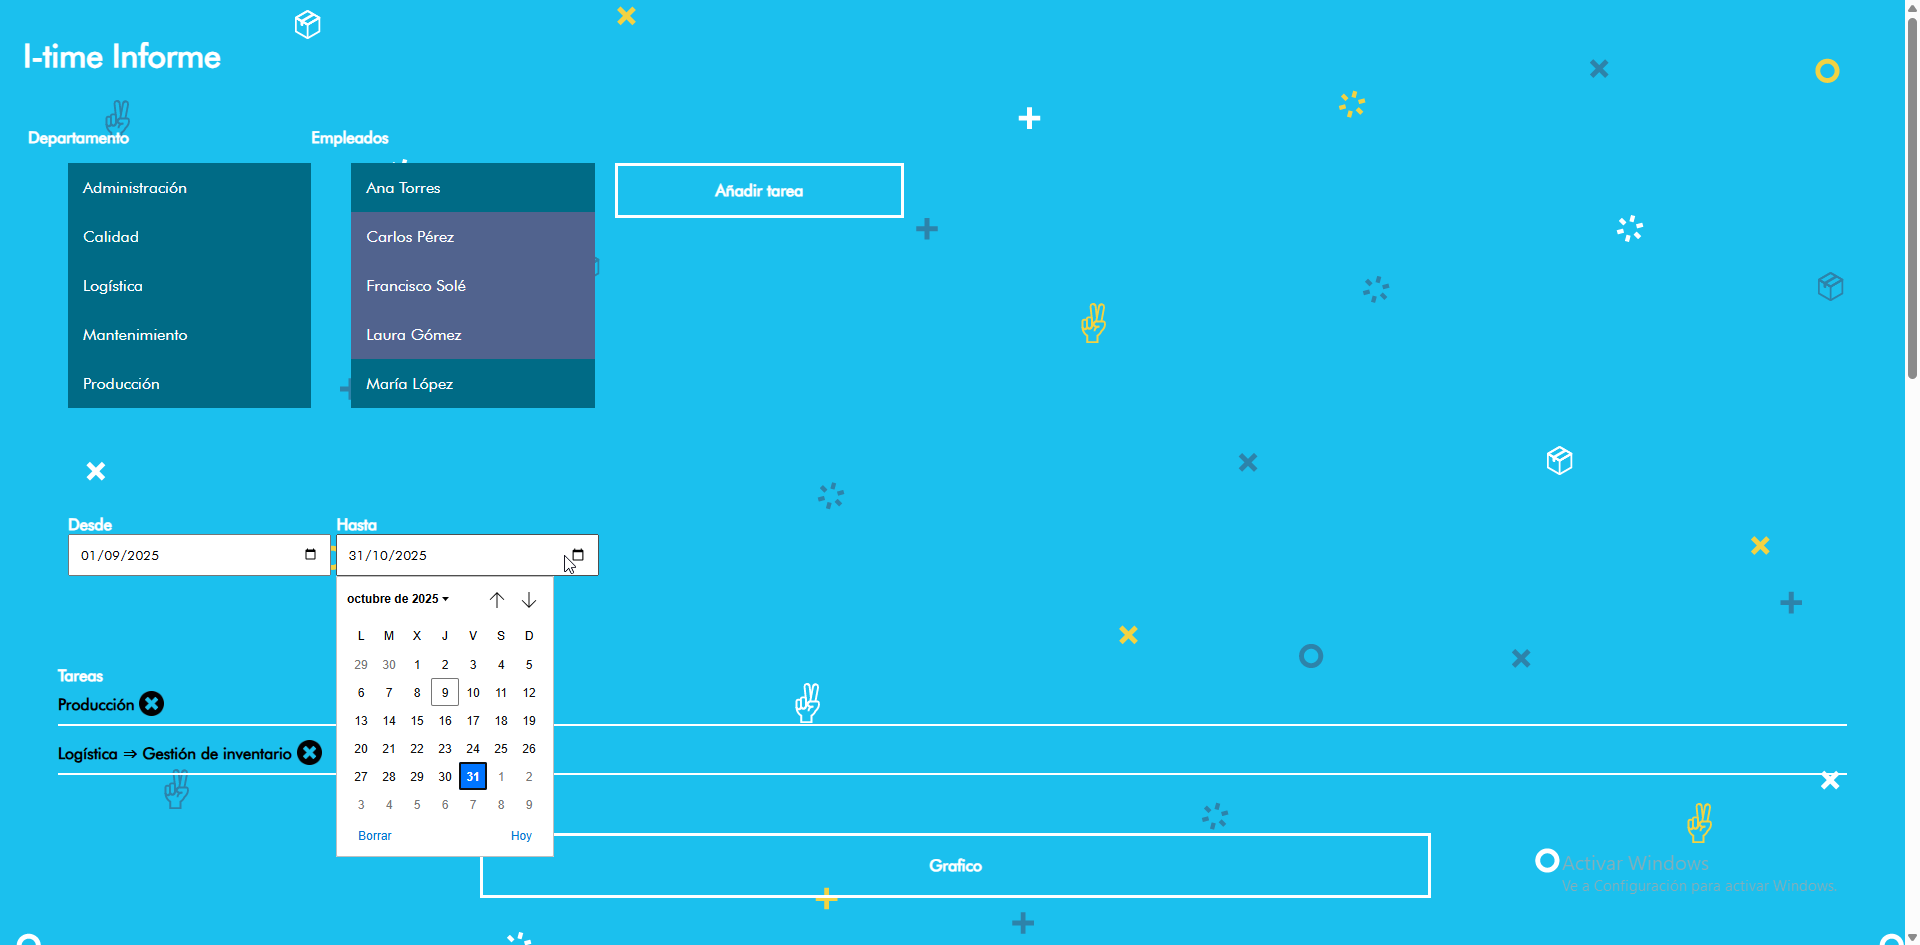 I-time Informe
Departamento
Empleados
Administración
Calidad
Logística
Mantenimiento
Producción
Ana Torres
Carlos Pérez
Francisco Solé
Laura Gómez
María López
Añadir tarea
Desde
Hasta
01/09/2025
31/10/2025
octubre de 2025
L M X J V S D
29 30 1 2 3 4 5
6 7 8 9 10 11 12
13 14 15 16 17 18 19
20 21 22 23 24 25 26
27 28 29 30 31 1 2
3 4 5 6 7 8 9
Borrar Hoy
Tareas
Producción
Logística ⇒ Gestión de inventario
Grafico
Activar Windows
Ve a Configuración para activar Windows.